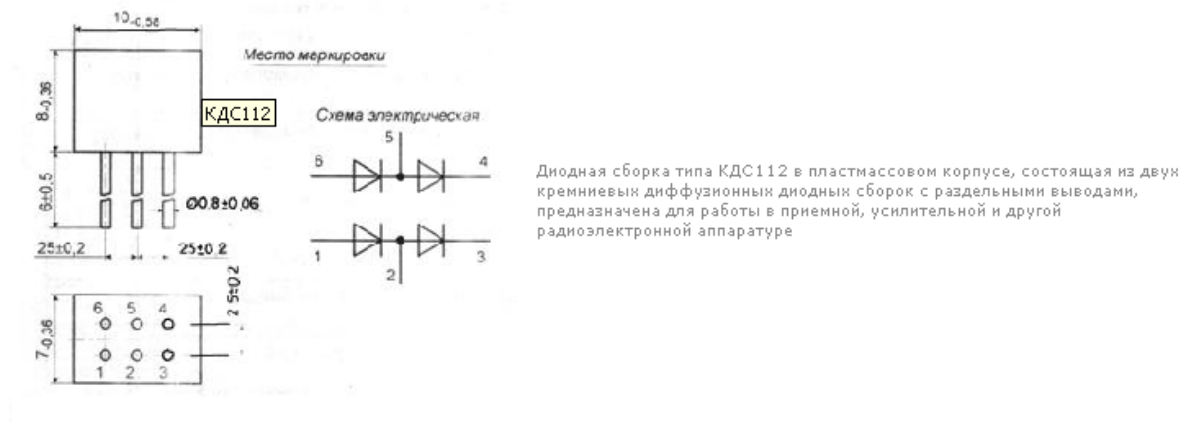 10-0,58
Место меркировки
8-0,36
КДС112
Схема электрическая
5
6
4
6±0,5
Ø0.8±0,06
1
3
2
25±0,2
25±0.2
2 5±0.2
6 5 4
7-0,36
1 2 3
Диодная сборка типа КДС112 в пластмассовом корпусе, состоящая из двух
кремниевых диффузионных диодных сборок с раздельными выводами,
предназначена для работы в приемной, усилительной и другой
радиоэлектронной аппаратуре